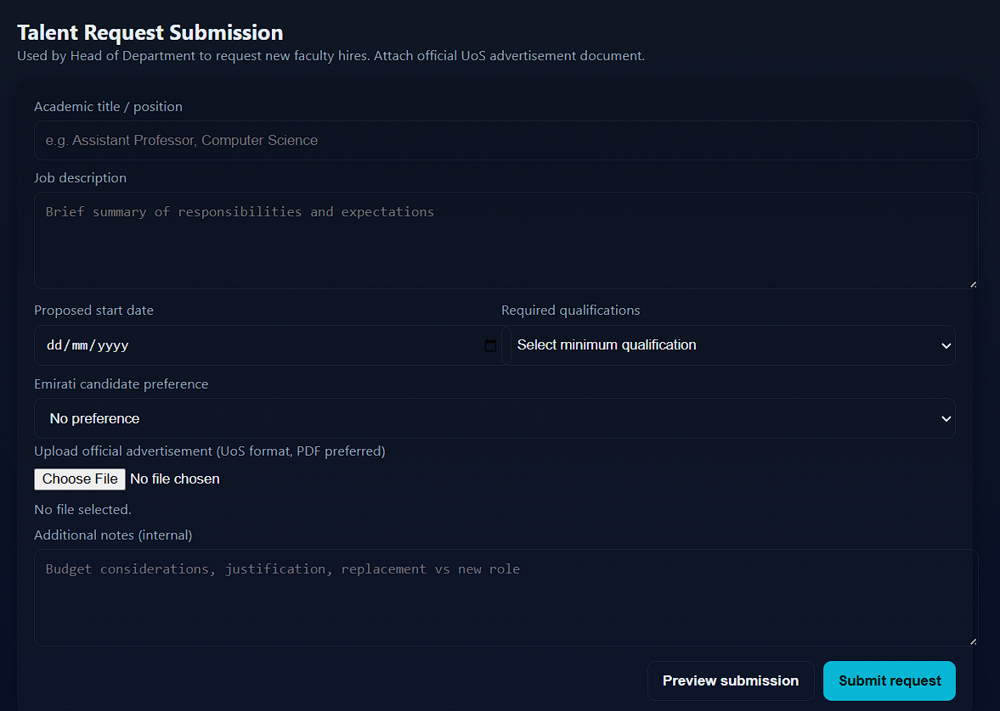 Talent Request Submission
Used by Head of Department to request new faculty hires. Attach official UoS advertisement document.
Academic title / position
e.g. Assistant Professor, Computer Science
Job description
Brief summary of responsibilities and expectations
Proposed start date
Required qualifications
dd/mm/yyyy
Select minimum qualification
Emirati candidate preference
No preference
Upload official advertisement (UoS format, PDF preferred)
Choose File No file chosen
No file selected.
Additional notes (internal)
Budget considerations, justification, replacement vs new role
Preview submission
Submit request